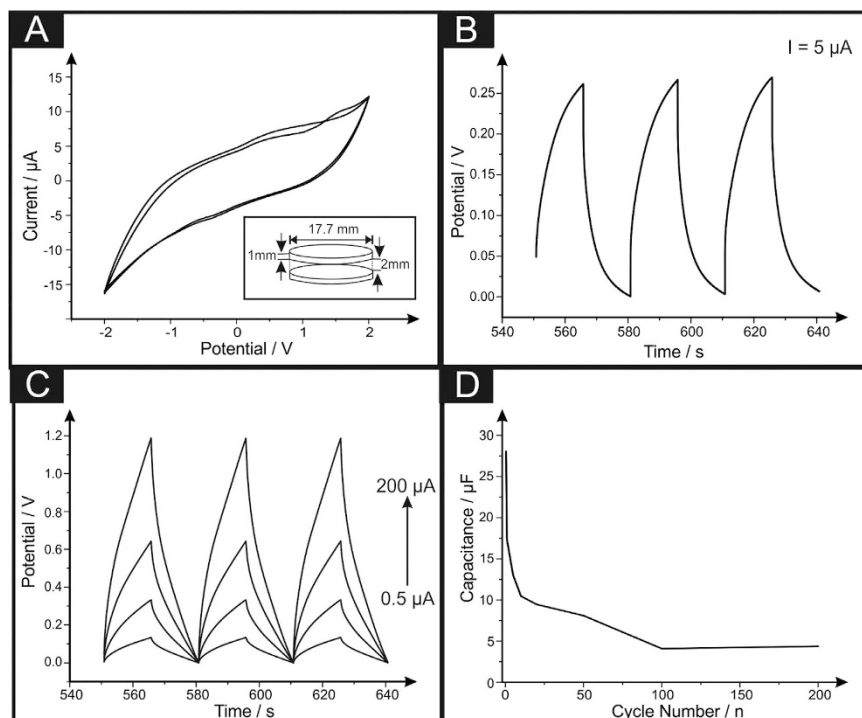 A
15
10
5
0
-5
-10
-15
Current / µA
-2
-1
0
1
2
Potential / V
17.7 mm
1mm
2mm
B
I = 5 µA
0.25
0.20
0.15
0.10
0.05
0.00
Potential / V
540
560
580
600
620
640
Time / s
C
1.2
1.0
0.8
0.6
0.4
0.2
0.0
Potential / V
540
560
580
600
620
640
Time / s
200 µA
0.5 µA
D
30
25
20
15
10
5
0
Capacitance / µF
0
50
100
150
200
Cycle Number / n